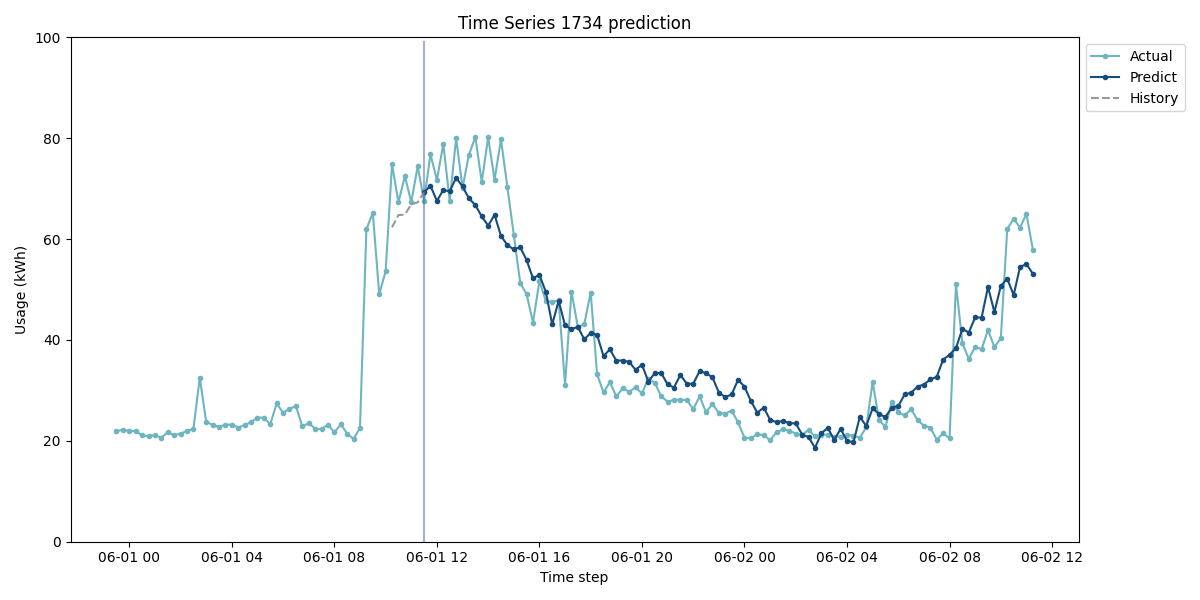 Time Series 1734 prediction
Usage (kWh)
100
80
60
40
20
0
06-01 00
06-01 04
06-01 08
06-01 12
06-01 16
06-01 20
06-02 00
06-02 04
06-02 08
06-02 12
Time step
Actual
Predict
History